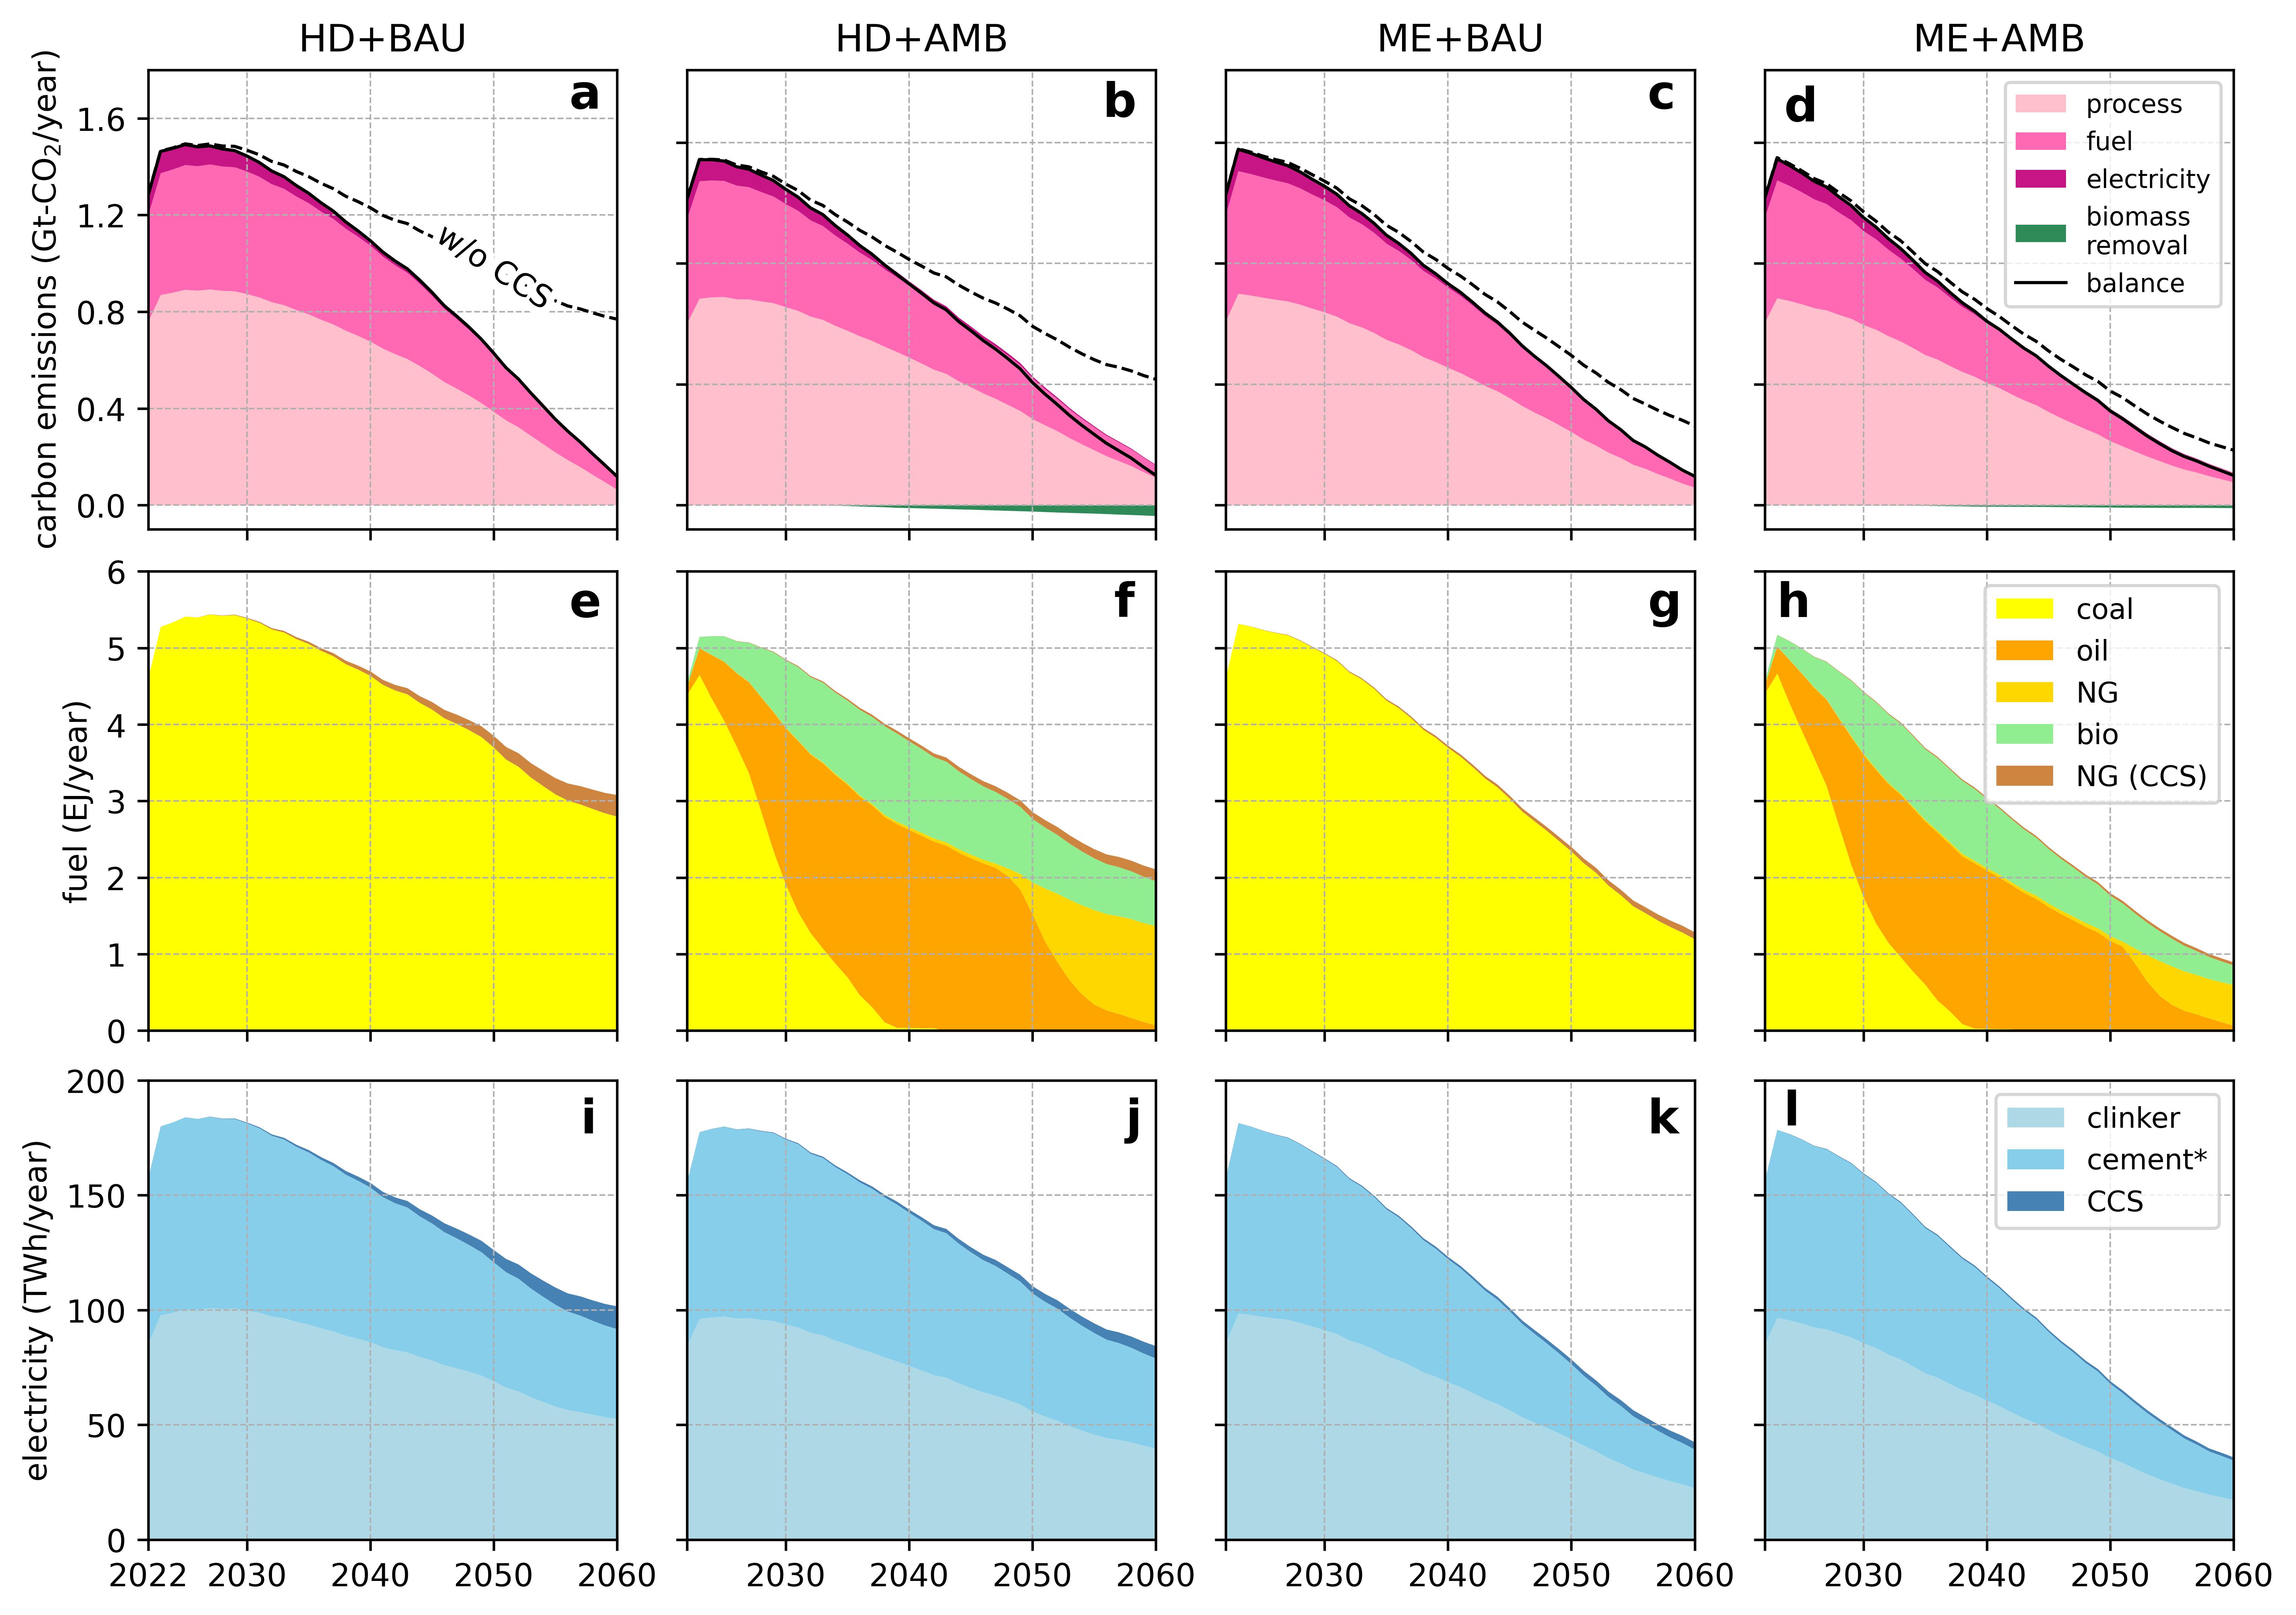 HD+BAU
HD+AMB
ME+BAU
ME+AMB
carbon emissions (Gt-CO₂/year)
1.6
1.2
0.8
0.4
0.0
a
w/o CCS
b
c
d
process
fuel
electricity
biomass
removal
balance
fuel (EJ/year)
6
5
4
3
2
1
0
e
f
g
h
coal
oil
NG
bio
NG (CCS)
electricity (TWh/year)
200
150
100
50
0
i
j
k
l
clinker
cement*
CCS
2022 2030 2040 2050 2060
2030 2040 2050 2060
2030 2040 2050 2060
2030 2040 2050 2060